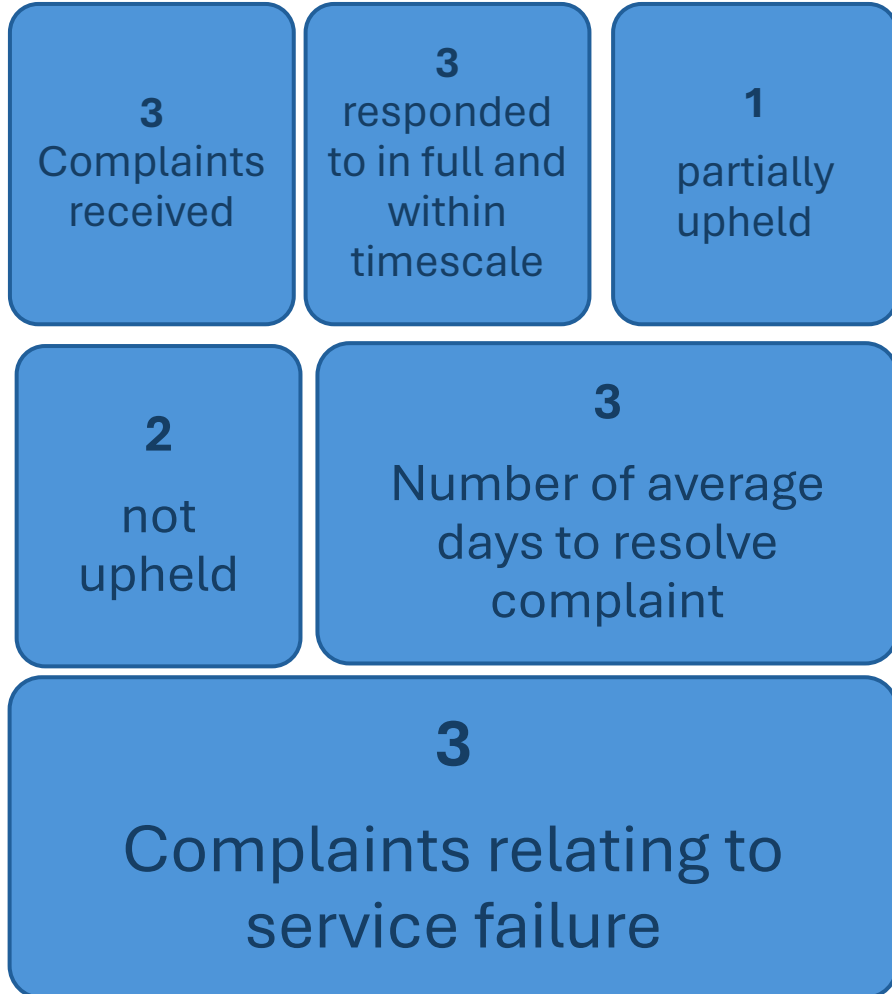 3
Complaints
received
3
responded
to in full and
within
timescale
1
partially
upheld
2
not
upheld
3
Number of average
days to resolve
complaint
3
Complaints relating to
service failure